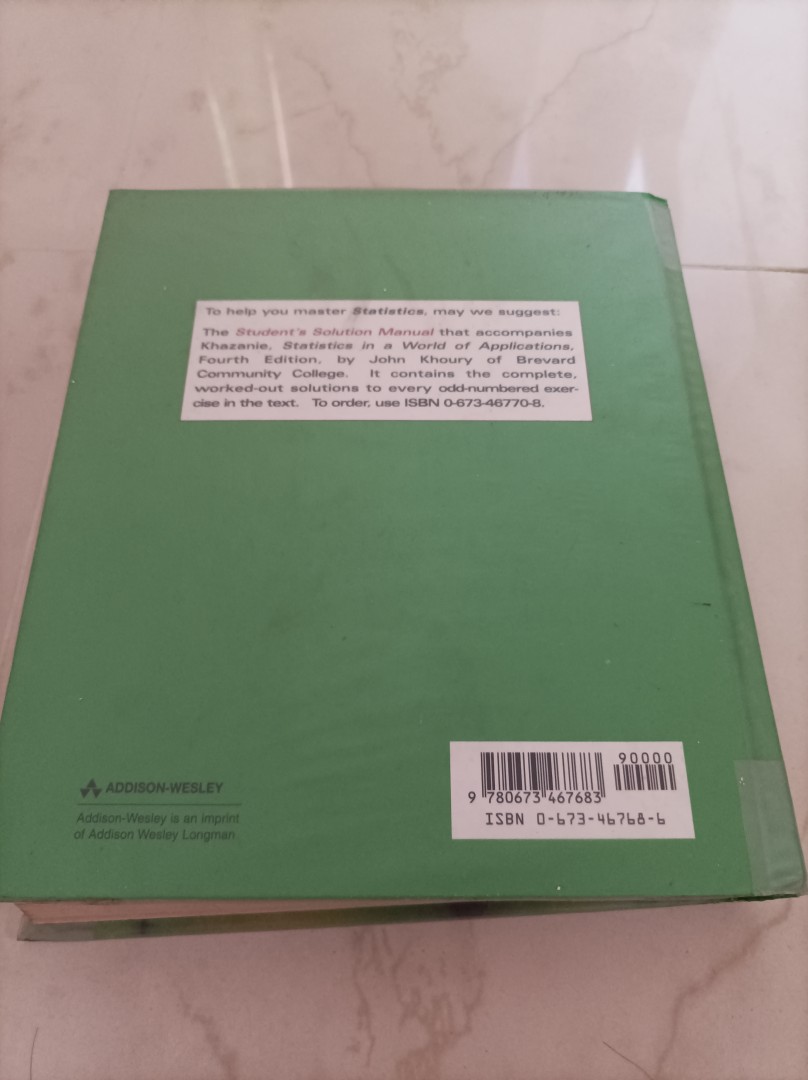 To help you master Statistics, may we suggest:
The Student's Solution Manual that accompanies
Khazanie, Statistics in a World of Applications,
Fourth Edition, by John Khoury of Brevard
Community College. It contains the complete,
worked-out solutions to every odd-numbered exer-
cise in the text. To order, use ISBN 0-673-46770-8.
ADDISON-WESLEY
Addison-Wesley is an imprint
of Addison Wesley Longman
90000
9 780673 467683
ISBN 0-673-46768-6